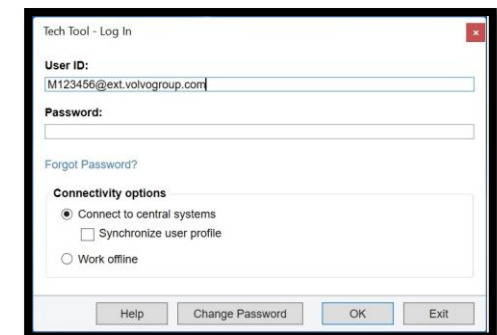 Tech Tool - Log In
x
User ID:
M123456@ext.volvogroup.com
Password:
Forgot Password?
Connectivity options
Connect to central systems
Synchronize user profile
Work offline
Help Change Password OK Exit